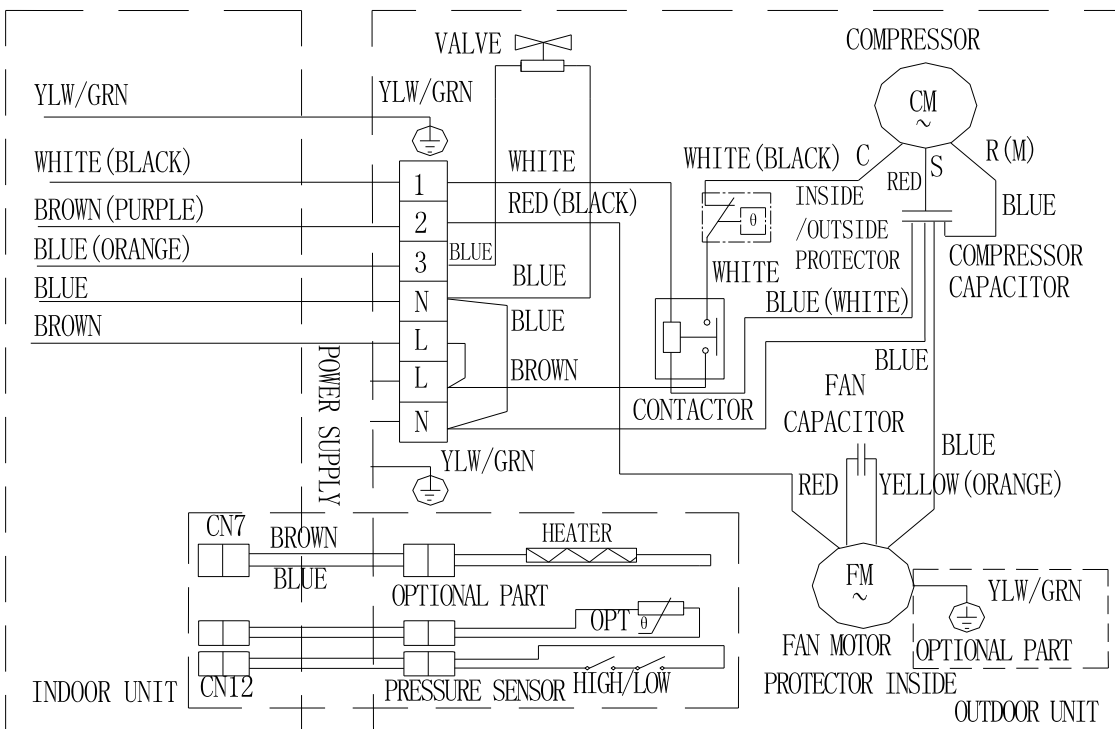 VALVE
COMPRESSOR
YLW/GRN
YLW/GRN
CM
~
WHITE(BLACK)
1
WHITE
WHITE(BLACK)
C
S
R(M)
RED
BROWN(PURPLE)
2
RED(BLACK)
θ
INSIDE
/OUTSIDE
PROTECTOR
BLUE
BLUE(ORANGE)
3
BLUE
BLUE
WHITE
COMPRESSOR
CAPACITOR
BLUE
N
BLUE
BLUE(WHITE)
BROWN
L
L
BROWN
BLUE
POWER SUPPLY
CONTACTOR
FAN
CAPACITOR
N
YLW/GRN
BLUE
RED
YELLOW(ORANGE)
CN7
BROWN
BLUE
HEATER
OPTIONAL PART
FM
~
YLW/GRN
OPT
θ
FAN MOTOR
OPTIONAL PART
CN12
PRESSURE SENSOR
HIGH/LOW
PROTECTOR INSIDE
INDOOR UNIT
OUTDOOR UNIT